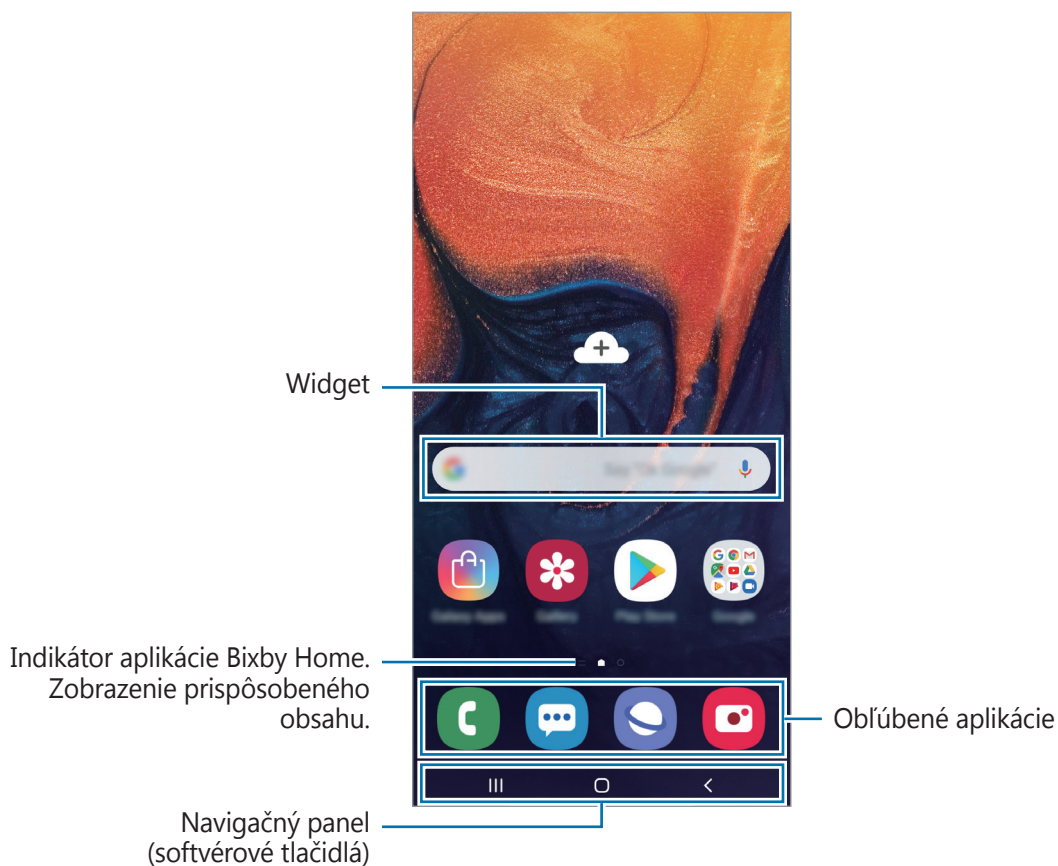 Widget
Indikátor aplikácie Bixby Home.
Zobrazenie prispôsobeného
obsahu.
Obľúbené aplikácie
Navigačný panel
(softvérové tlačidlá)